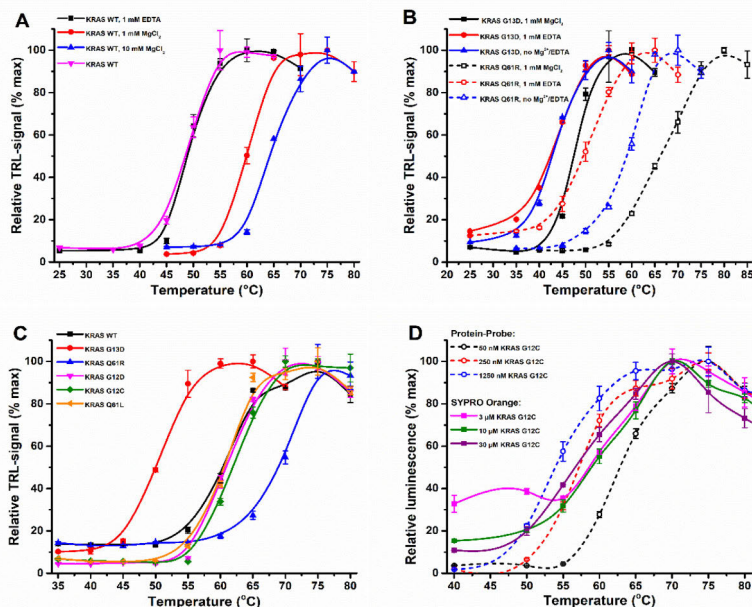 A
KRAS WT, 1 mM EDTA
KRAS WT, 1 mM MgCl2
KRAS WT, 10 mM MgCl2
KRAS WT
Relative TRL-signal (% max)
100
80
60
40
20
0
25 30 35 40 45 50 55 60 65 70 75 80
Temperature (°C)
B
KRAS G13D, 1 mM MgCl2
KRAS G13D, 1 mM EDTA
KRAS G13D, no Mg2+/EDTA
KRAS Q61R, 1 mM MgCl2
KRAS Q61R, 1 mM EDTA
KRAS Q61R, no Mg2+/EDTA
Relative TRL-signal (% max)
100
80
60
40
20
0
20 25 30 35 40 45 50 55 60 65 70 75 80 85
Temperature (°C)
C
KRAS WT
KRAS G13D
KRAS Q61R
KRAS G12D
KRAS G12C
KRAS Q61L
Relative TRL-signal (% max)
100
80
60
40
20
0
35 40 45 50 55 60 65 70 75 80
Temperature (°C)
D
Protein-Probe:
50 nM KRAS G12C
250 nM KRAS G12C
1250 nM KRAS G12C
SYPRO Orange:
3 µM KRAS G12C
10 µM KRAS G12C
30 µM KRAS G12C
Relative luminescence (% max)
100
80
60
40
20
0
40 45 50 55 60 65 70 75 80
Temperature (°C)